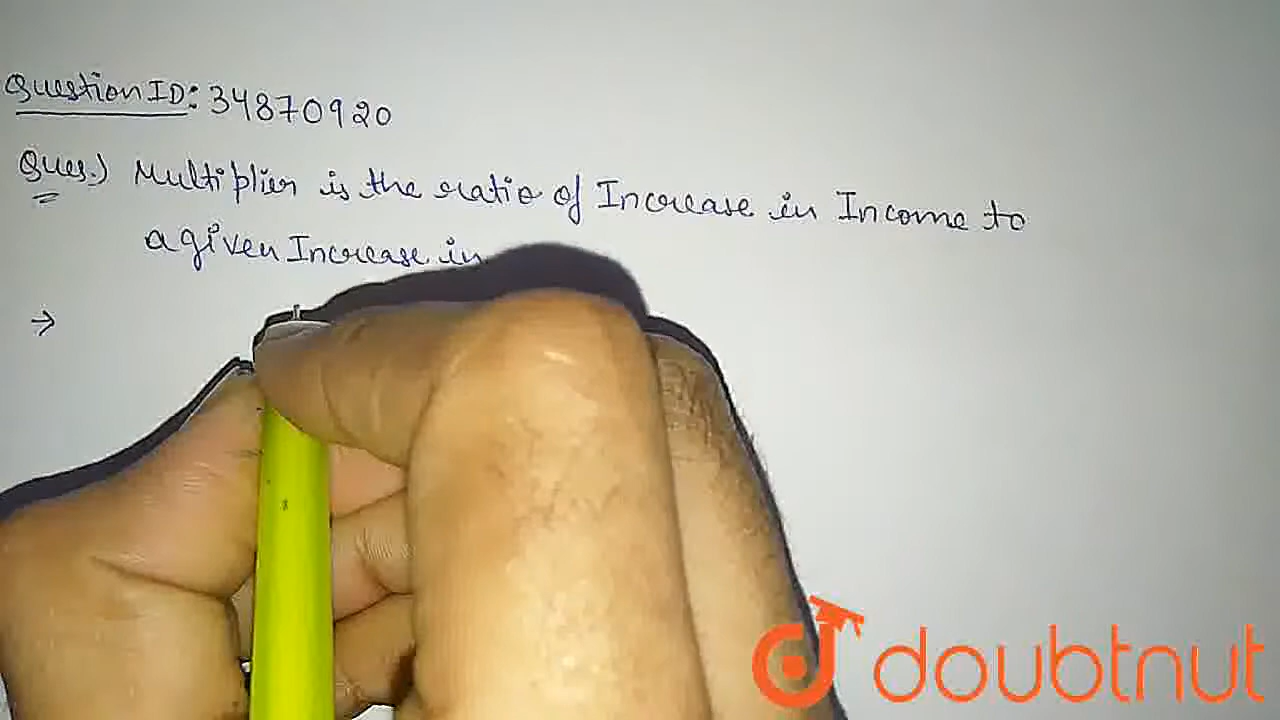 Question ID: 34870920
Ques.) Multiplier is the ratio of Increase in Income to
a given Increase in
→
doubtnut